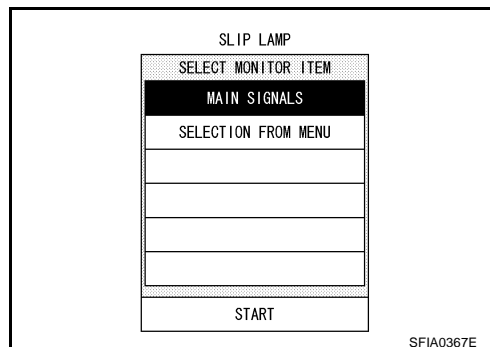 SLIP LAMP
SELECT MONITOR ITEM
MAIN SIGNALS
SELECTION FROM MENU
START
SFIA0367E